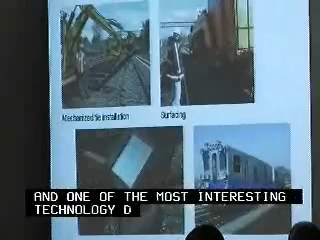 Mechanized tie installation
Surfacing
AND ONE OF THE MOST INTERESTING
TECHNOLOGY D